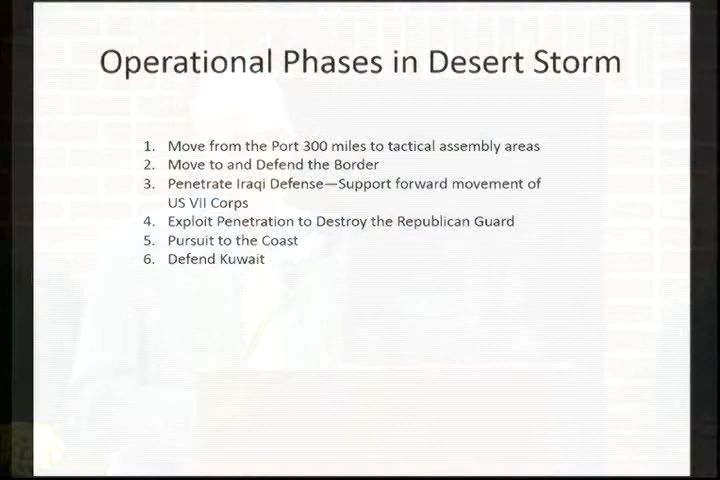 Operational Phases in Desert Storm
1. Move from the Port 300 miles to tactical assembly areas
2. Move to and Defend the Border
3. Penetrate Iraqi Defense—Support forward movement of
US VII Corps
4. Exploit Penetration to Destroy the Republican Guard
5. Pursuit to the Coast
6. Defend Kuwait